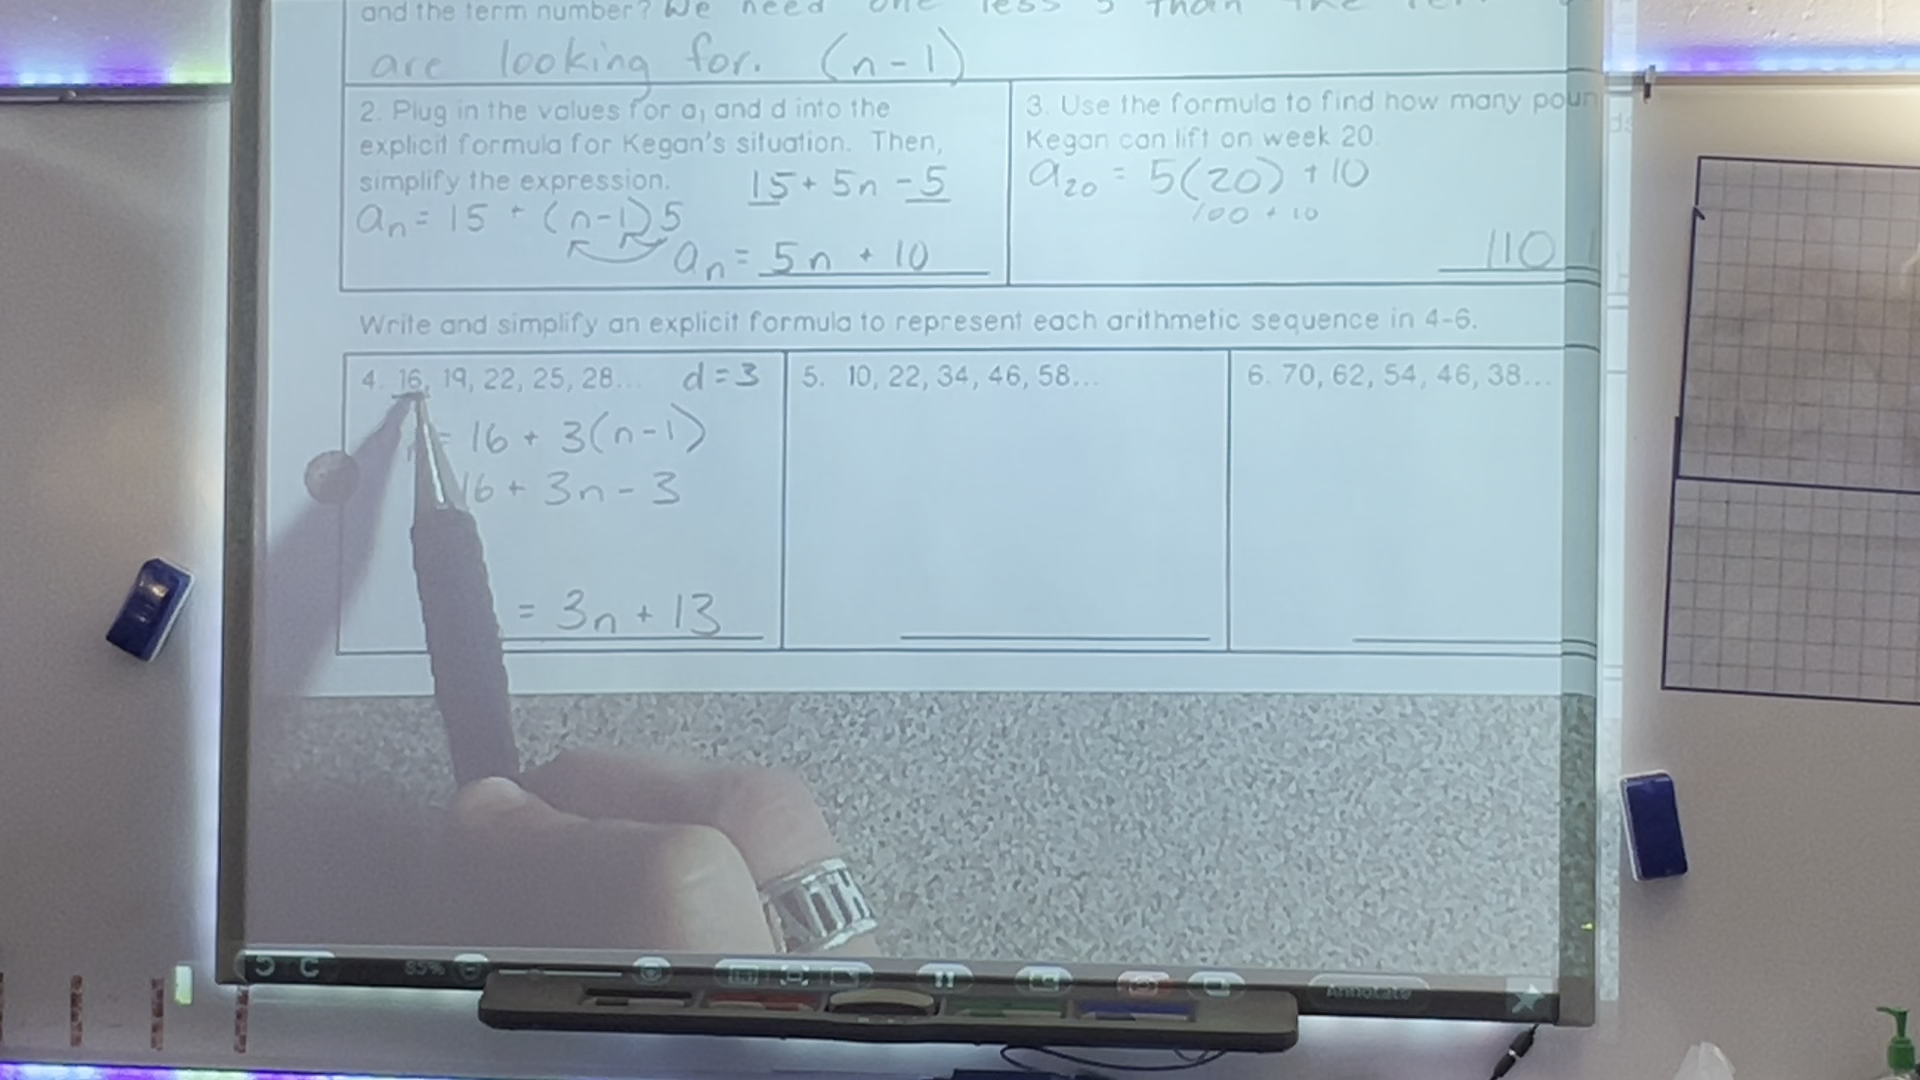 and the term number? We need one less 5 than the
are looking for. (n-1)
2. Plug in the values for a₁ and d into the
explicit formula for Kegan's situation. Then,
simplify the expression. 15 + 5n - 5
aₙ = 15 + (n-1)5
aₙ = 5n + 10
3. Use the formula to find how many poun
Kegan can lift on week 20.
a₂₀ = 5(20) + 10
100 + 10
110
Write and simplify an explicit formula to represent each arithmetic sequence in 4-6.
4. 16, 19, 22, 25, 28... d = 3
= 16 + 3(n-1)
16 + 3n - 3
= 3n + 13
5. 10, 22, 34, 46, 58...
6. 70, 62, 54, 46, 38...
85%
Annotate